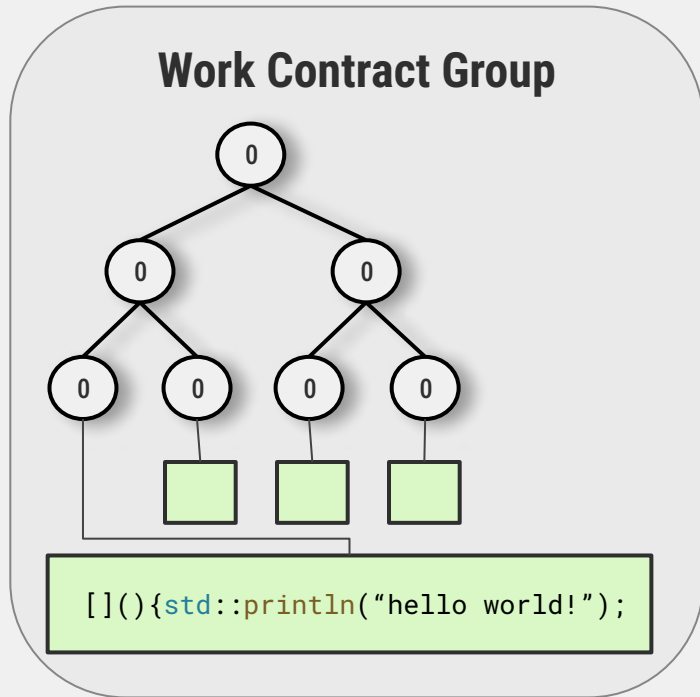 Work Contract Group
0
0 0
0 0 0 0
[](){std::println(“hello world!”);